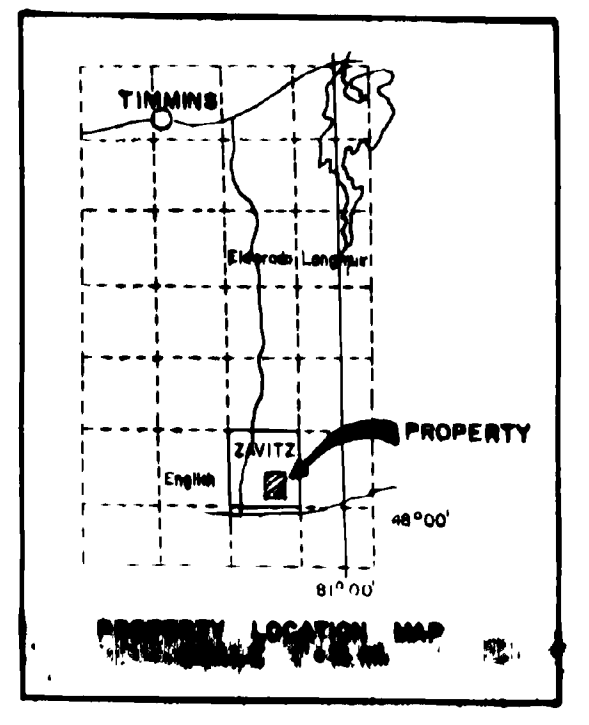 TIMMINS
Eldorado Langmuir
PROPERTY
ZAVITZ
English
48°00'
81°00'
PROPERTY LOCATION MAP